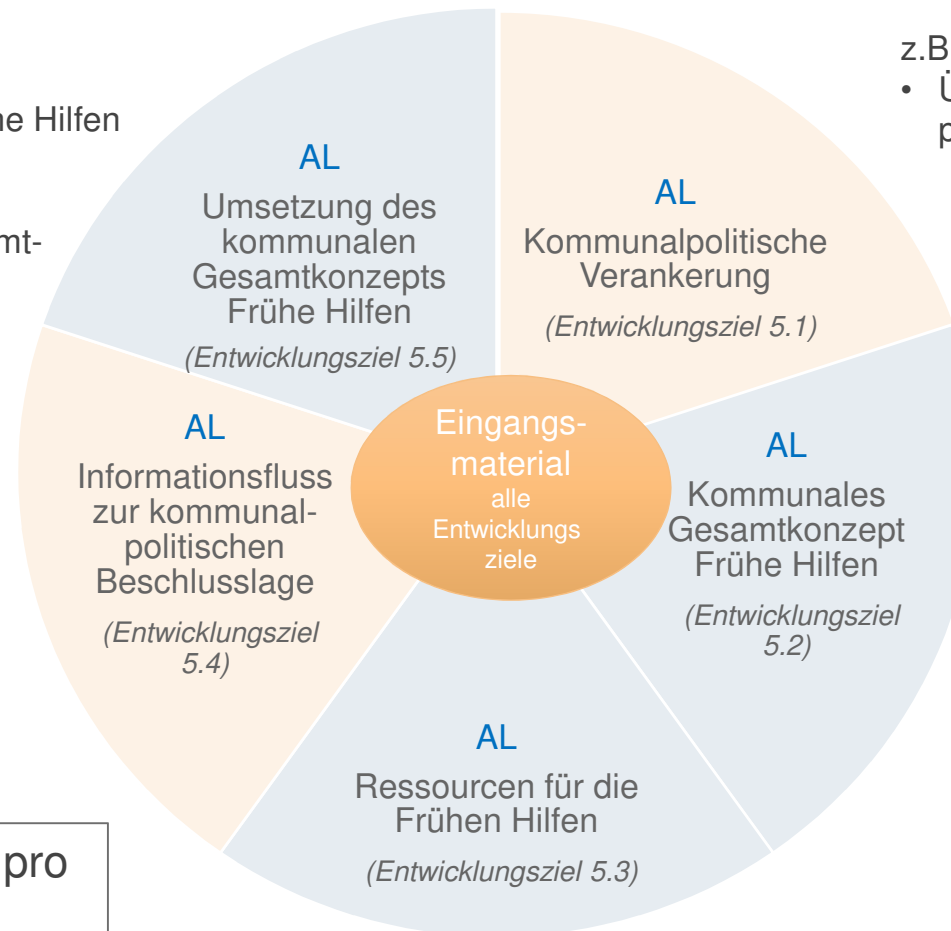 z.B
• Ü
p
ne Hilfen
mt-
AL
Umsetzung des
kommunalen
Gesamtkonzepts
Frühe Hilfen
(Entwicklungsziel 5.5)
AL
Kommunalpolitische
Verankerung
(Entwicklungsziel 5.1)
Eingangs-
material
alle
Entwicklungs
ziele
AL
Informationsfluss
zur kommunal-
politischen
Beschlusslage
(Entwicklungsziel
5.4)
AL
Kommunales
Gesamtkonzept
Frühe Hilfen
(Entwicklungsziel
5.2)
AL
Ressourcen für die
Frühen Hilfen
(Entwicklungsziel 5.3)
pro